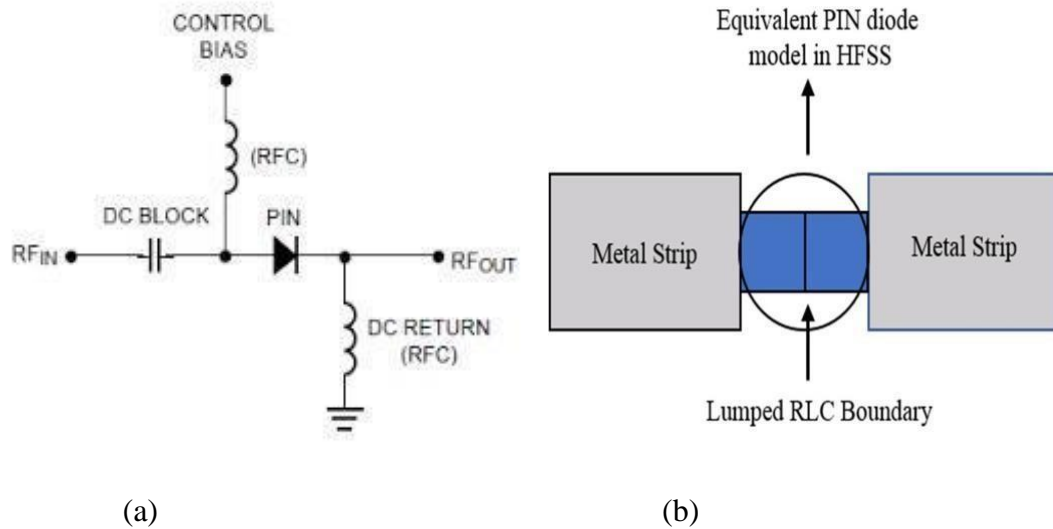 CONTROL
BIAS
(RFC)
DC BLOCK
PIN
RFIN
RFOUT
DC RETURN
(RFC)
(a)
Equivalent PIN diode
model in HFSS
Metal Strip
Metal Strip
Lumped RLC Boundary
(b)